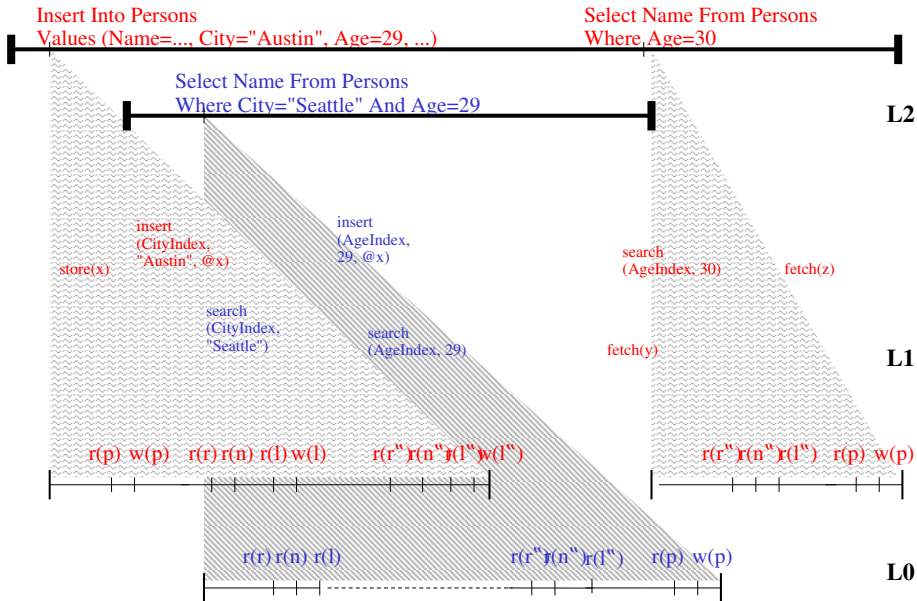 Insert Into Persons
Values (Name=..., City="Austin", Age=29, ...)
Select Name From Persons
Where Age=30
Select Name From Persons
Where City="Seattle" And Age=29
L2
insert
(CityIndex,
"Austin", @x)
insert
(AgeIndex,
29, @x)
store(x)
search
(AgeIndex, 30)
fetch(z)
search
(CityIndex,
"Seattle")
search
(AgeIndex, 29)
fetch(y)
L1
r(p) w(p) r(r) r(n) r(l) w(l) r(r‟) r(n‟) r(l‟) w(l‟)
r(r‟) r(n‟) r(l‟) r(p) w(p)
r(r) r(n) r(l) r(r‟) r(n‟) r(l‟) r(p) w(p)
L0